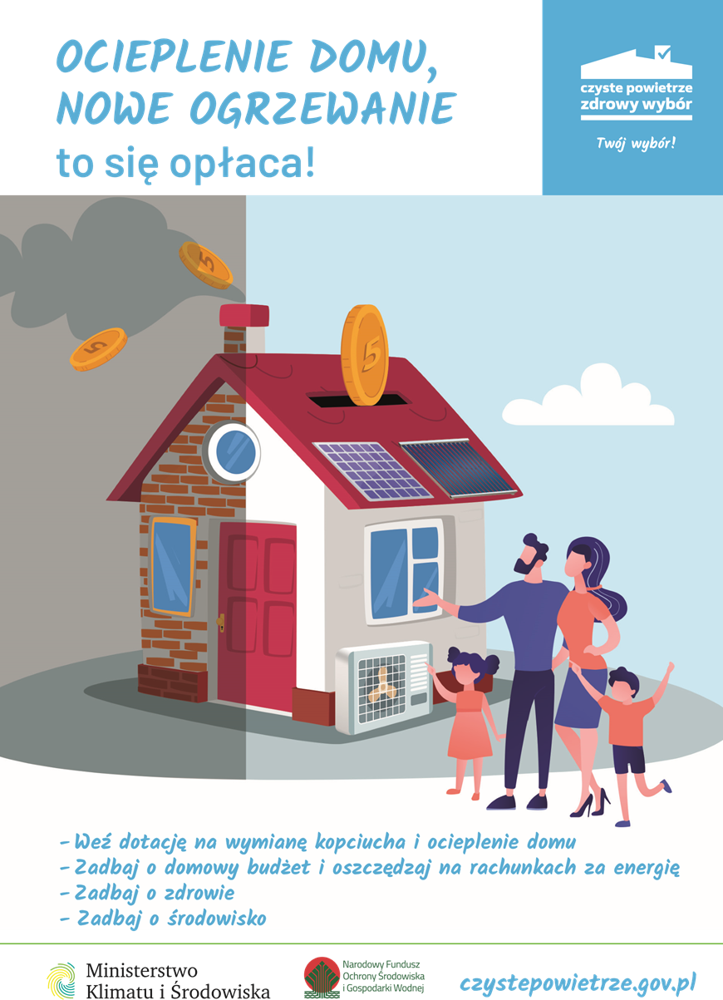 OCIEPLENIE DOMU,
NOWE OGRZEWANIE
to się opłaca!
czyste powietrze
zdrowy wybór
Twój wybór!
5
5
5
- Weź dotację na wymianę kopciucha i ocieplenie domu
- Zadbaj o domowy budżet i oszczędzaj na rachunkach za energię
- Zadbaj o zdrowie
- Zadbaj o środowisko
Ministerstwo
Klimatu i Środowiska
Narodowy Fundusz
Ochrony Środowiska
i Gospodarki Wodnej
czystepowietrze.gov.pl